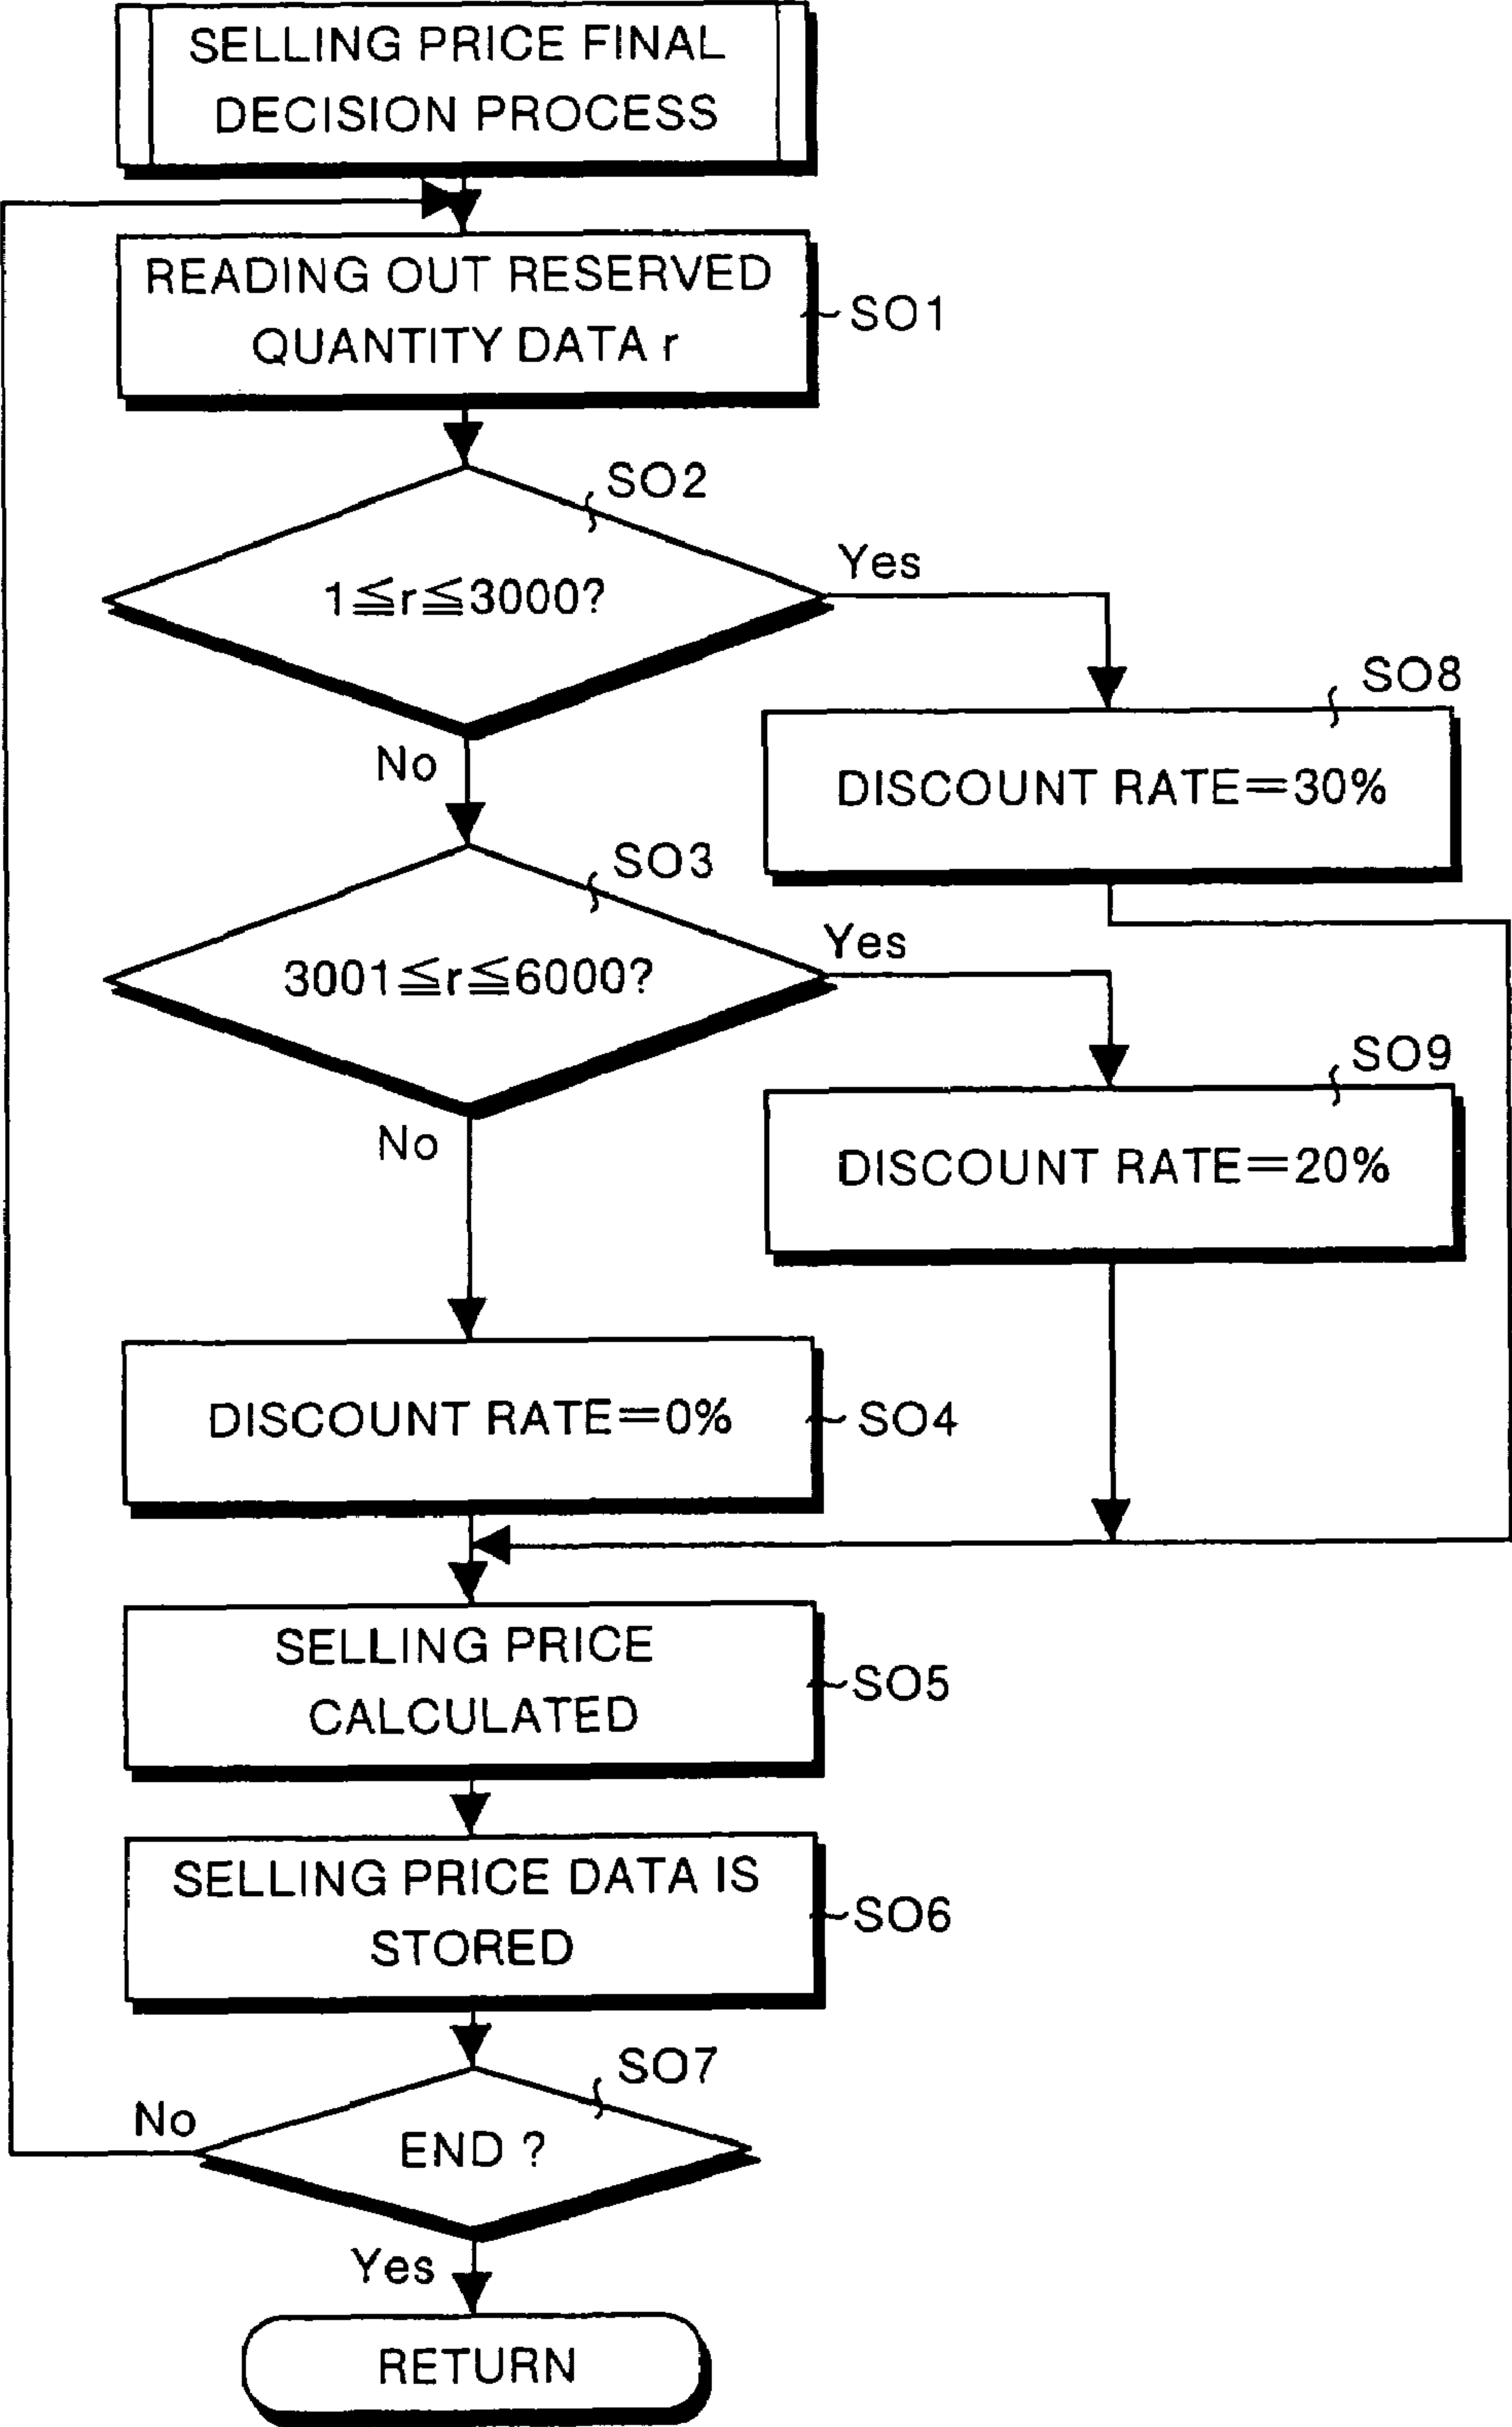 SELLING PRICE FINAL
DECISION PROCESS
READING OUT RESERVED
QUANTITY DATA r
SO1
SO2
1≦r≦3000?
Yes
SO8
DISCOUNT RATE=30%
No
SO3
3001≦r≦6000?
Yes
SO9
DISCOUNT RATE=20%
No
DISCOUNT RATE=0%
SO4
SELLING PRICE
CALCULATED
SO5
SELLING PRICE DATA IS
STORED
SO6
SO7
END ?
No
Yes
RETURN